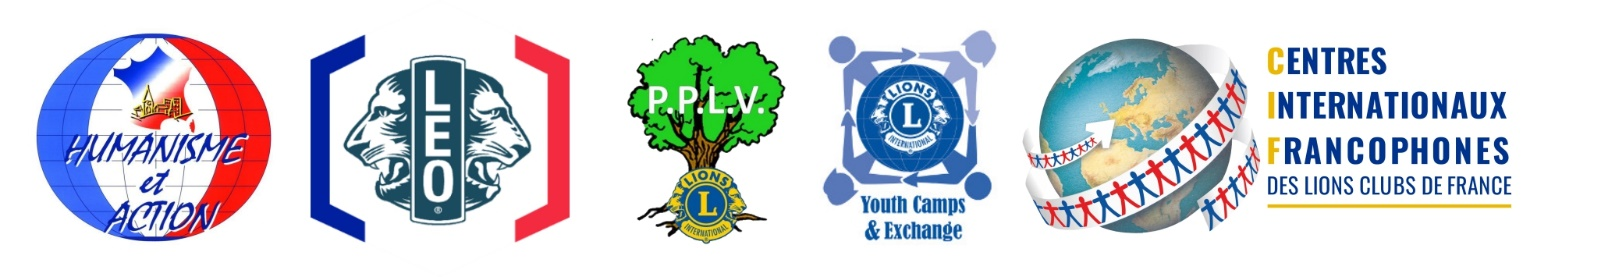 HUMANISME
et
ACTION
LEO
®
P.P.L.V.
LIONS
L
INTERNATIONAL
LIONS
L
INTERNATIONAL
Youth Camps
& Exchange
CENTRES
INTERNATIONAUX
FRANCOPHONES
DES LIONS CLUBS DE FRANCE